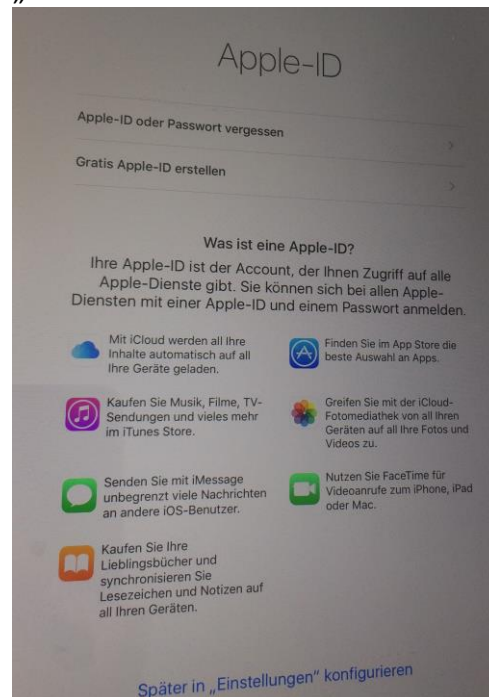 „
Apple-ID
Apple-ID oder Passwort vergessen
Gratis Apple-ID erstellen
Was ist eine Apple-ID?
Ihre Apple-ID ist der Account, der Ihnen Zugriff auf alle
Apple-Dienste gibt. Sie können sich bei allen Apple-
Diensten mit einer Apple-ID und einem Passwort anmelden.
Mit iCloud werden all Ihre
Inhalte automatisch auf all
Ihre Geräte geladen.
Finden Sie im App Store die
beste Auswahl an Apps.
Kaufen Sie Musik, Filme, TV-
Sendungen und vieles mehr
im iTunes Store.
Greifen Sie mit der iCloud-
Fotomediathek von all Ihren
Geräten auf all Ihre Fotos und
Videos zu.
Senden Sie mit iMessage
unbegrenzt viele Nachrichten
an andere iOS-Benutzer.
Nutzen Sie FaceTime für
Videoanrufe zum iPhone, iPad
oder Mac.
Kaufen Sie Ihre
Lieblingsbücher und
synchronisieren Sie
Lesezeichen und Notizen auf
all Ihren Geräten.
Später in „Einstellungen" konfigurieren